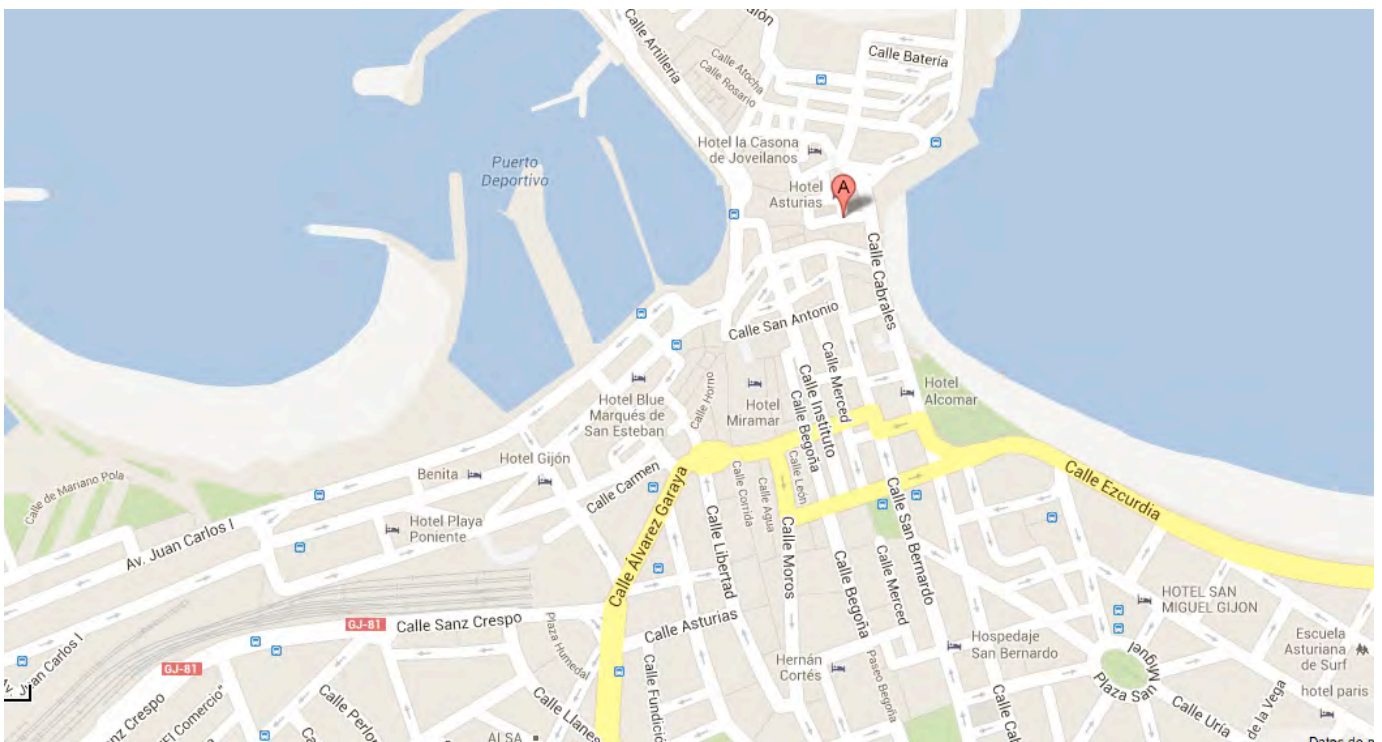 Calle Artillería
Calle Batería
Calle Atocha
Calle Rosario
Hotel la Casona
de Joveilanos
Puerto
Deportivo
Hotel
Asturias
A
Calle Cabrales
Calle San Antonio
Calle Merced
Calle Instituto
Calle Begoña
Calle Horno
Hotel Blue
Marqués de
San Esteban
Hotel
Miramar
Hotel
Alcomar
Hotel Gijón
Benita
Calle Carmen
Calle León
Calle Ezcurdia
Calle de Mariano Pola
Calle Corrida
Calle Agua
Hotel Playa
Poniente
Av. Juan Carlos I
Calle Álvarez Garaya
Calle Libertad
Calle Moros
Calle Begoña
Calle Merced
Calle San Bernardo
HOTEL SAN
MIGUEL GIJON
GJ-81
Calle Sanz Crespo
Calle Asturias
Plaza Humedal
Hospedaje
San Bernardo
Escuela
Asturiana
de Surf
Av. Juan Carlos I
GJ-81
Hernán
Cortés
Paseo Begoña
Plaza San
Miguel
hotel paris
Calle Fundición
Calle Uría
de la Vega
Calle Llanes
ALSA